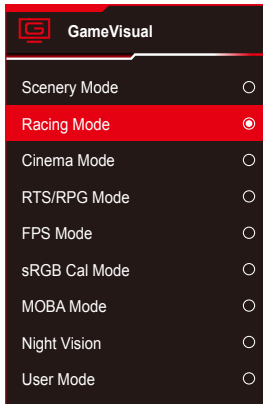 GameVisual
Scenery Mode
Racing Mode
Cinema Mode
RTS/RPG Mode
FPS Mode
sRGB Cal Mode
MOBA Mode
Night Vision
User Mode